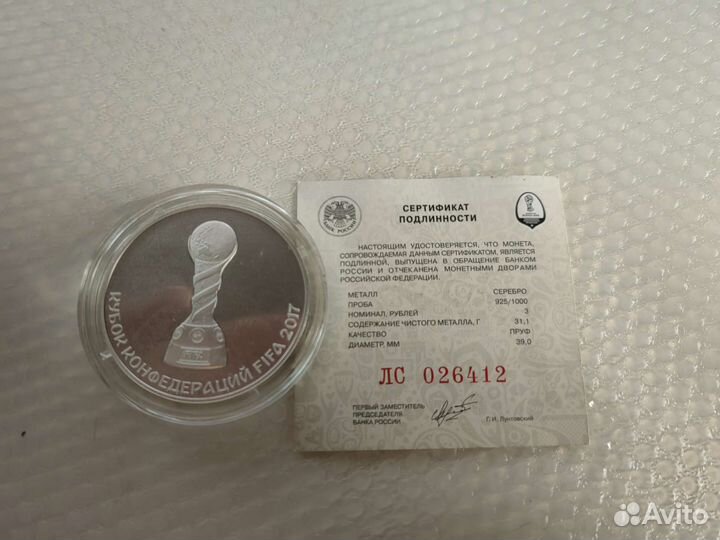 КУБОК КОНФЕДЕРАЦИЙ FIFA 2017
БАНК РОССИИ
СЕРТИФИКАТ
ПОДЛИННОСТИ
НАСТОЯЩИМ УДОСТОВЕРЯЕТСЯ, ЧТО МОНЕТА,
СОПРОВОЖДАЕМАЯ ДАННЫМ СЕРТИФИКАТОМ, ЯВЛЯЕТСЯ
ПОДЛИННОЙ, ВЫПУЩЕНА В ОБРАЩЕНИЕ БАНКОМ
РОССИИ И ОТЧЕКАНЕНА МОНЕТНЫМИ ДВОРАМИ
РОССИЙСКОЙ ФЕДЕРАЦИИ.
МЕТАЛЛ СЕРЕБРО
ПРОБА 925/1000
НОМИНАЛ, РУБЛЕЙ 3
СОДЕРЖАНИЕ ЧИСТОГО МЕТАЛЛА, Г 31,1
КАЧЕСТВО ПРУФ
ДИАМЕТР, ММ 39,0
ЛС 026412
ПЕРВЫЙ ЗАМЕСТИТЕЛЬ
ПРЕДСЕДАТЕЛЯ
БАНКА РОССИИ
Г.И. Лунтовский
Avito